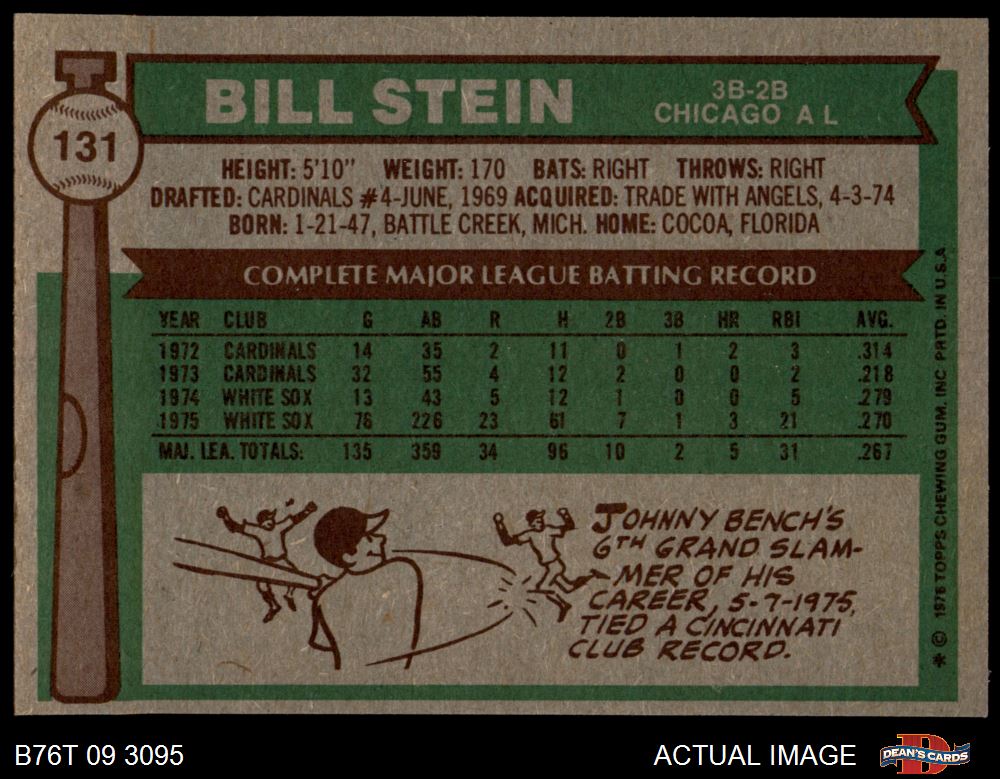 BILL STEIN
3B-2B
CHICAGO A L
131
HEIGHT: 5'10" WEIGHT: 170 BATS: RIGHT THROWS: RIGHT
DRAFTED: CARDINALS #4-JUNE, 1969 ACQUIRED: TRADE WITH ANGELS, 4-3-74
BORN: 1-21-47, BATTLE CREEK, MICH. HOME: COCOA, FLORIDA
COMPLETE MAJOR LEAGUE BATTING RECORD
YEAR CLUB G AB R H 2B 3B HR RBI AVG.
1972 CARDINALS 14 35 2 11 0 1 2 3 .314
1973 CARDINALS 32 55 4 12 2 0 0 2 .218
1974 WHITE SOX 13 43 5 12 1 0 0 5 .279
1975 WHITE SOX 76 226 23 61 7 1 3 21 .270
MAJ. LEA. TOTALS: 135 359 34 96 10 2 5 31 .267
JOHNNY BENCH'S
6TH GRAND SLAM-
MER OF HIS
CAREER, 5-7-1975,
TIED A CINCINNATI
CLUB RECORD.
* © 1976 TOPPS CHEWING GUM, INC PRTD. IN U.S.A
B76T 09 3095
ACTUAL IMAGE
DEAN'S CARDS